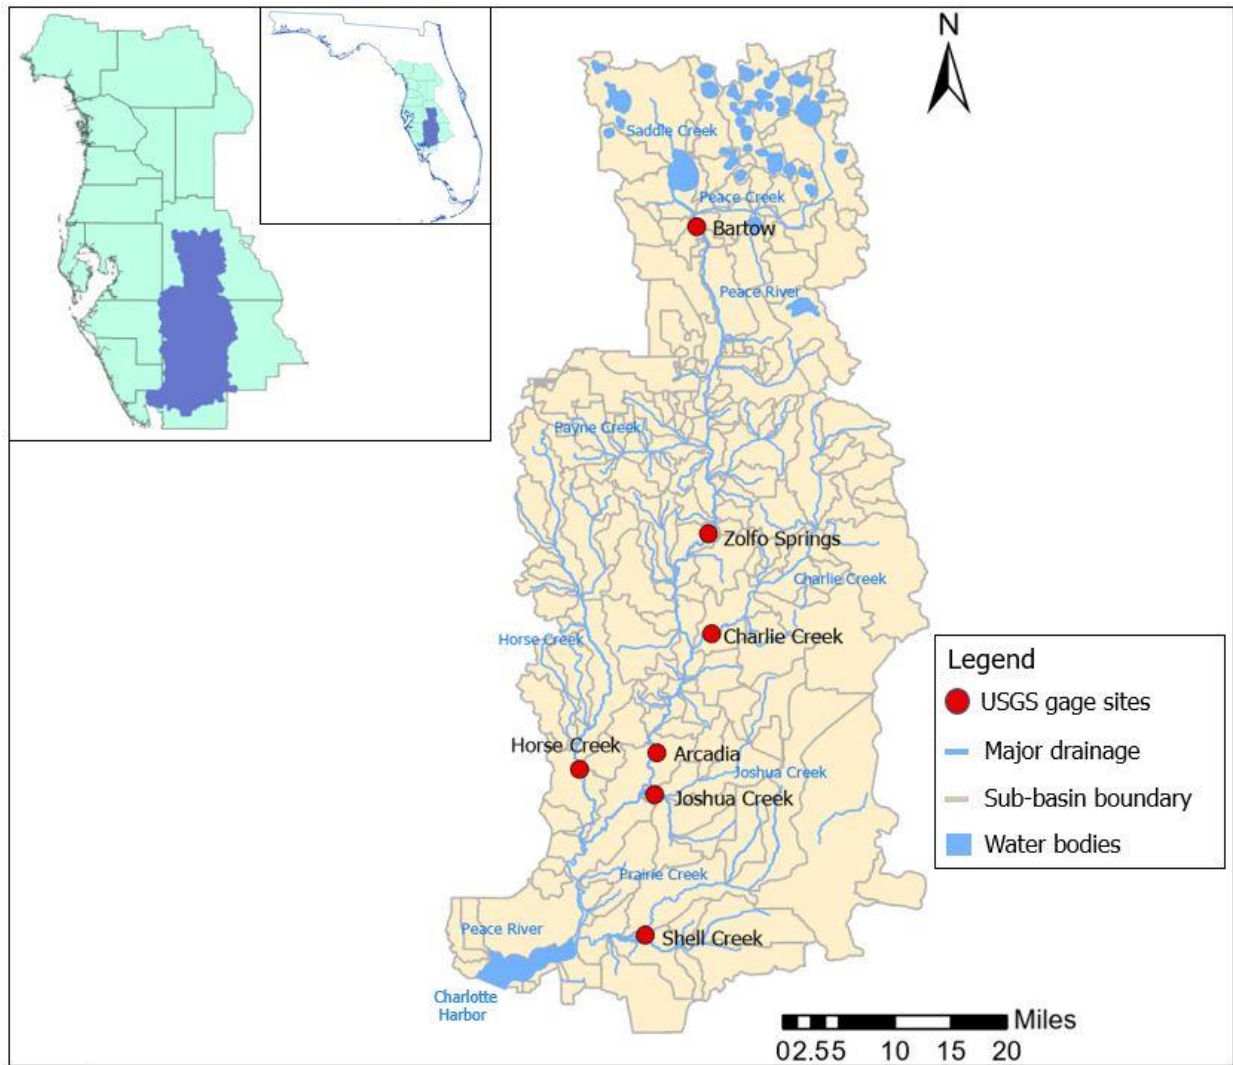 N
Saddle Creek
Peace Creek
Bartow
Peace River
Payne Creek
Zolfo Springs
Charlie Creek
Horse Creek
Charlie Creek
Horse Creek
Arcadia
Joshua Creek
Joshua Creek
Prairie Creek
Peace River
Shell Creek
Charlotte
Harbor
Legend
USGS gage sites
Major drainage
Sub-basin boundary
Water bodies
Miles
02.55 10 15 20